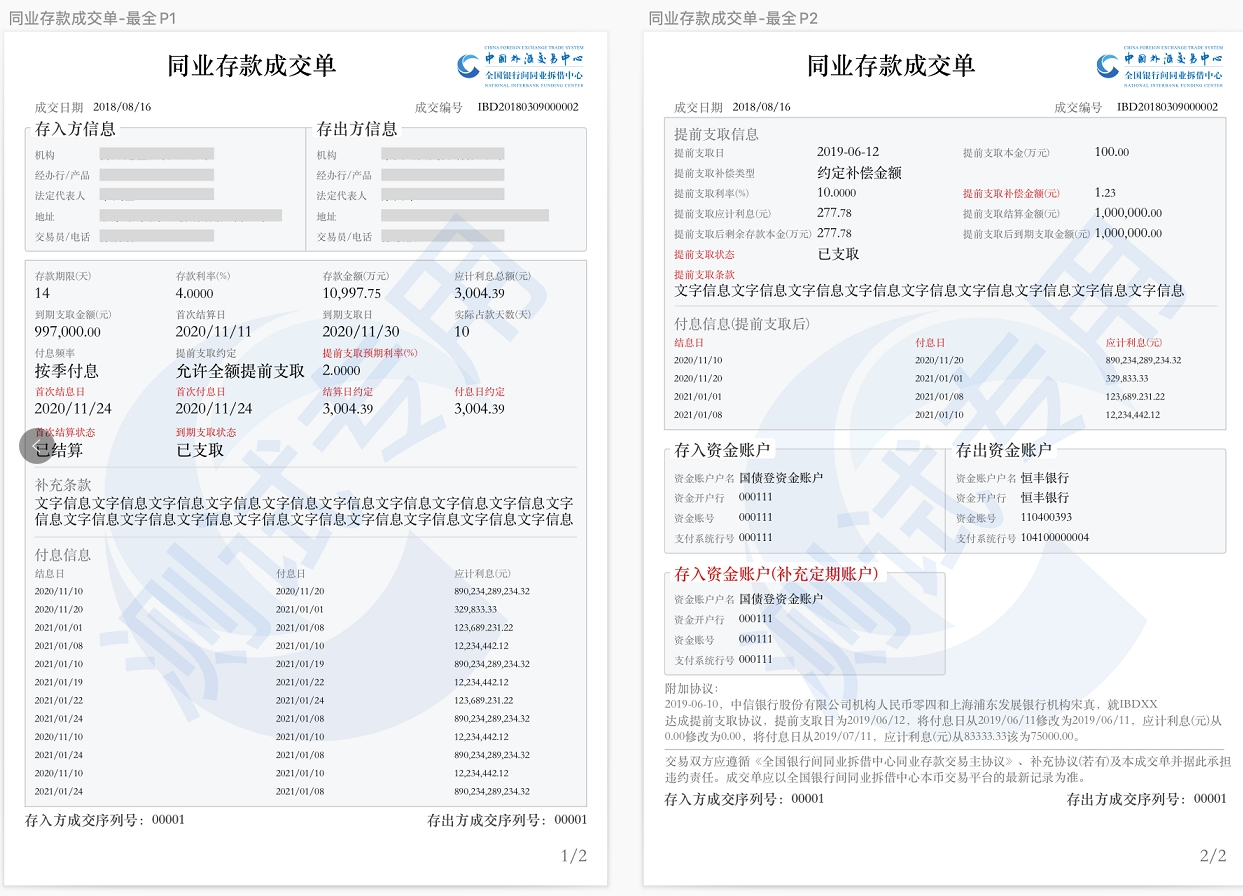 同业存款成交单-最全P1
同业存款成交单
CHINA FOREIGN EXCHANGE TRADE SYSTEM
中国外汇交易中心
全国银行间同业拆借中心
NATIONAL INTERBANK FUNDING CENTER
成交日期 2018/08/16 成交编号 IBD20180309000002
存入方信息 存出方信息
机构 机构
经办行/产品 经办行/产品
法定代表人 法定代表人
地址 地址
交易员/电话 交易员/电话
存款期限(天) 存款利率(%) 存款金额(万元) 应计利息总额(元)
14 4.0000 10,997.75 3,004.39
到期支取金额(元) 首次结算日 到期支取日 实际占款天数(天)
997,000.00 2020/11/11 2020/11/30 10
付息频率 提前支取约定 提前支取预期利率(%)
按季付息 允许全额提前支取 2.0000
首次结息日 首次付息日 结算日约定 付息日约定
2020/11/24 2020/11/24 3,004.39 3,004.39
首次结算状态 到期支取状态
已结算 已支取
补充条款
文字信息文字信息文字信息文字信息文字信息文字信息文字信息文字信息文字信息文字
信息文字信息文字信息文字信息文字信息文字信息文字信息文字信息文字信息文字信息
付息信息
结息日 付息日 应计利息(元)
2020/11/10 2020/11/20 890,234,289,234.32
2020/11/20 2021/01/01 329,833.33
2021/01/01 2021/01/08 123,689.231.22
2021/01/08 2021/01/10 12,234,442.12
2021/01/10 2021/01/19 890,234,289,234.32
2021/01/19 2021/01/22 12,234,442.12
2021/01/22 2021/01/24 123,689.231.22
2021/01/24 2021/01/08 890,234,289,234.32
2020/11/10 2021/01/10 12,234,442.12
2021/01/24 2021/01/08 890,234,289,234.32
2020/11/10 2021/01/10 12,234,442.12
2021/01/24 2021/01/08 890,234,289,234.32
测试专用
存入方成交序列号：00001 存出方成交序列号：00001
1/2
同业存款成交单-最全P2
同业存款成交单
CHINA FOREIGN EXCHANGE TRADE SYSTEM
中国外汇交易中心
全国银行间同业拆借中心
NATIONAL INTERBANK FUNDING CENTER
成交日期 2018/08/16 成交编号 IBD20180309000002
提前支取信息
提前支取日 2019-06-12 提前支取本金(万元) 100.00
提前支取补偿类型 约定补偿金额
提前支取利率(%) 10.0000 提前支取补偿金额(元) 1.23
提前支取应计利息(元) 277.78 提前支取结算金额(元) 1,000,000.00
提前支取后剩余存款本金(万元) 277.78 提前支取后到期支取金额(元) 1,000,000.00
提前支取状态 已支取
提前支取条款
文字信息文字信息文字信息文字信息文字信息文字信息文字信息文字信息文字信息
付息信息(提前支取后)
结息日 付息日 应计利息(元)
2020/11/10 2020/11/20 890,234,289,234.32
2020/11/20 2021/01/01 329,833.33
2021/01/01 2021/01/08 123,689.231.22
2021/01/08 2021/01/10 12,234,442.12
存入资金账户 存出资金账户
资金账户户名 国债登资金账户 资金账户户名 恒丰银行
资金开户行 000111 资金开户行 恒丰银行
资金账号 000111 资金账号 110400393
支付系统行号 000111 支付系统行号 104100000004
存入资金账户(补充定期账户)
资金账户户名 国债登资金账户
资金开户行 000111
资金账号 000111
支付系统行号 000111
测试专用
附加协议：
2019-06-10，中信银行股份有限公司机构人民币零四和上海浦东发展银行机构宋真，就IBDXX
达成提前支取协议，提前支取日为2019/06/12，将付息日从2019/06/11修改为2019/06/11，应计利息(元)从
0.00修改为0.00，将付息日从2019/07/11，应计利息(元)从83333.33该为75000.00。
交易双方应遵循《全国银行间同业拆借中心同业存款交易主协议》、补充协议(若有)及本成交单并据此承担
违约责任。成交单应以全国银行间同业拆借中心本币交易平台的最新记录为准。
存入方成交序列号：00001 存出方成交序列号：00001
2/2